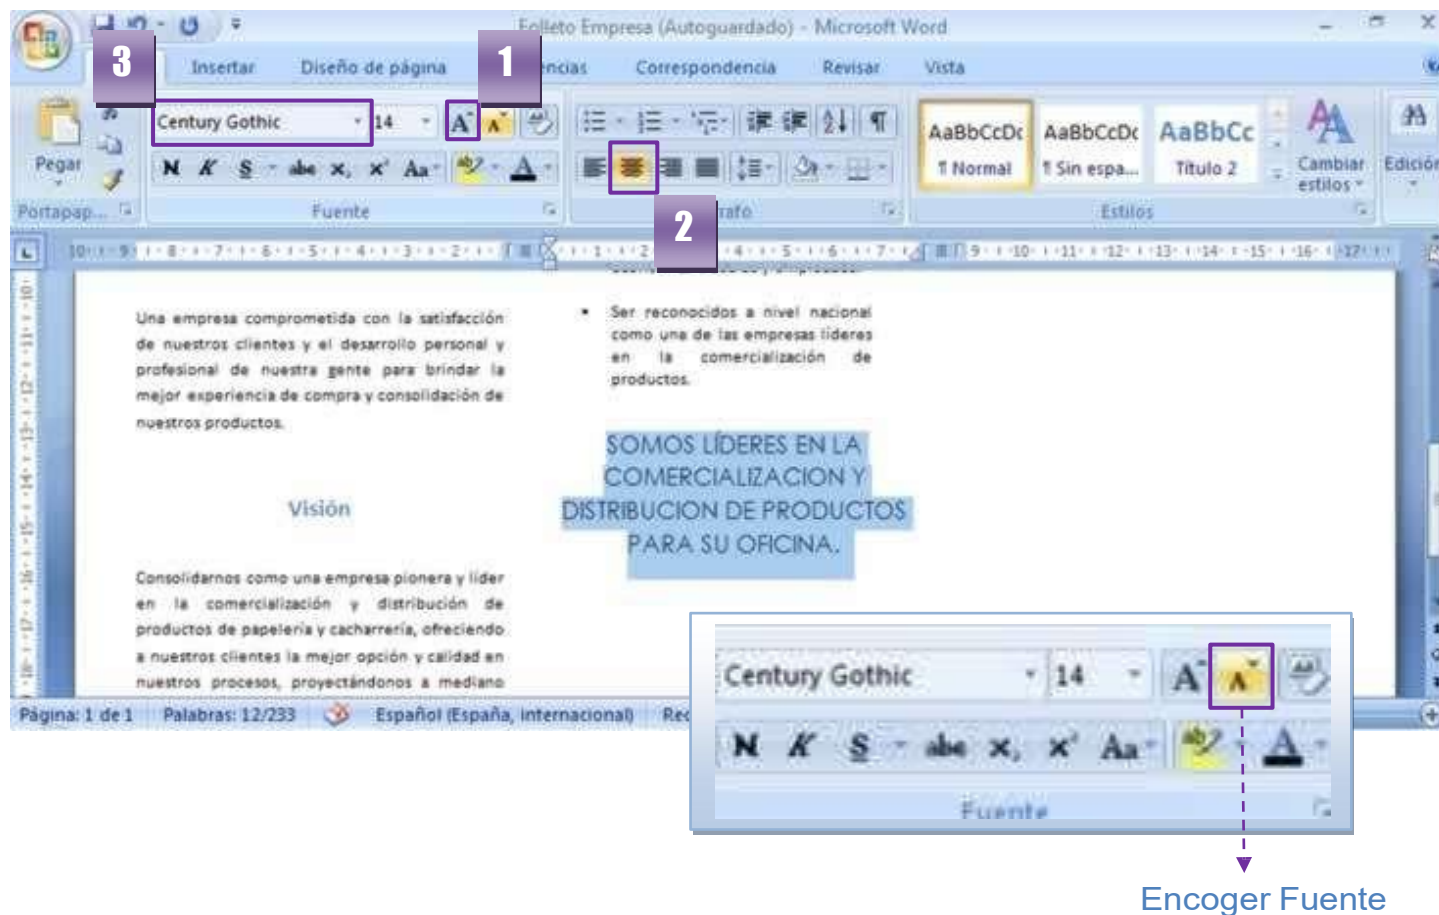 Folleto Empresa (Autoguardado) - Microsoft Word
3
1
Insertar Diseño de página Correspondencia Revisar Vista
Century Gothic 14 A A
AaBbCcDc AaBbCcDc AaBbCc
¶ Normal ¶ Sin espa... Título 2
Pegar
N K S abc x, x² Aa A
Cambiar estilos
Edición
Portapap... Fuente Estilos
2
Una empresa comprometida con la satisfacción
de nuestros clientes y el desarrollo personal y
profesional de nuestra gente para brindar la
mejor experiencia de compra y consolidación de
nuestros productos.
Visión
Consolidarnos como una empresa pionera y líder
en la comercialización y distribución de
productos de papelería y cacharrería, ofreciendo
a nuestros clientes la mejor opción y calidad en
nuestros procesos, proyectándonos a mediano
▪ Ser reconocidos a nivel nacional
como una de las empresas líderes
en la comercialización de
productos.
SOMOS LÍDERES EN LA
COMERCIALIZACION Y
DISTRIBUCION DE PRODUCTOS
PARA SU OFICINA.
Página: 1 de 1 Palabras: 12/233 Español (España, internacional)
Century Gothic 14 A A
N K S abc x, x² Aa A
Fuente
Encoger Fuente